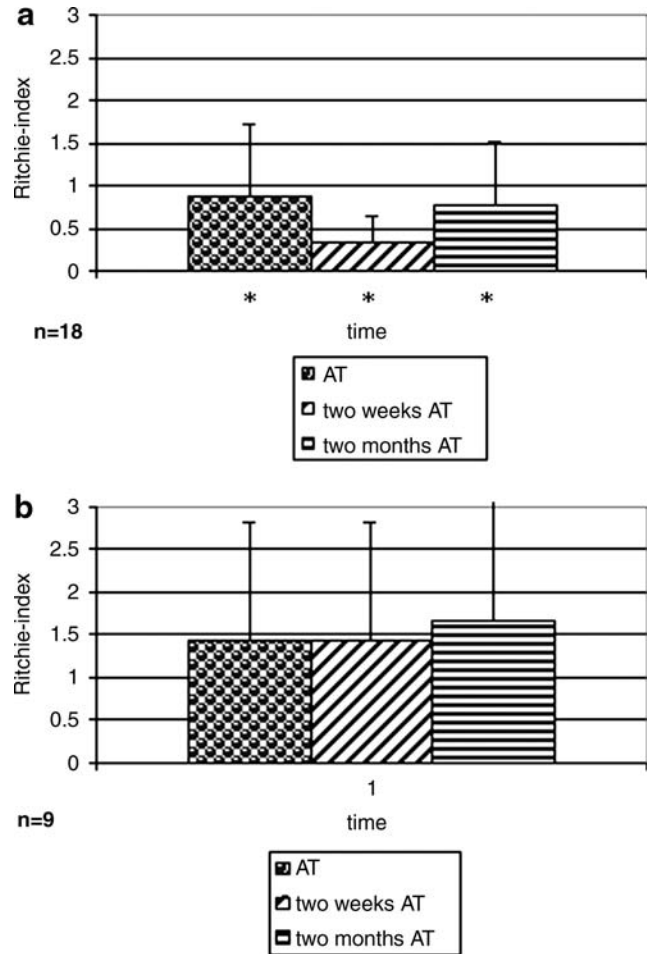 a
3
2.5
2
1.5
1
0.5
0
Ritchie-index
* * *
n=18
time
AT
two weeks AT
two months AT
b
3
2.5
2
1.5
1
0.5
0
Ritchie-index
1
n=9
time
AT
two weeks AT
two months AT